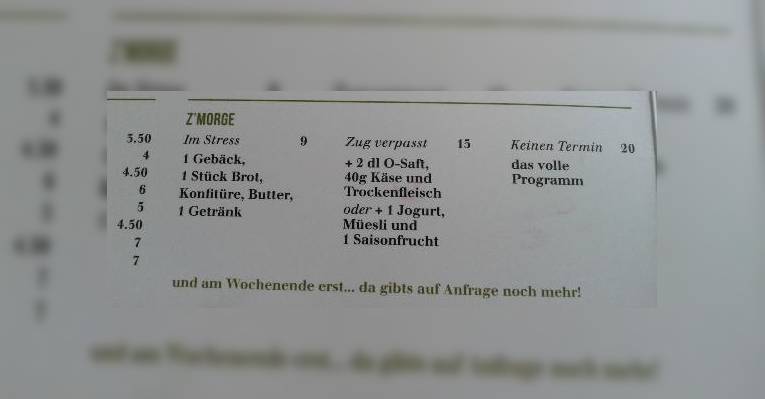 Z'MORGE
5.50
4
4.50
6
5
4.50
7
7
Im Stress 9
1 Gebäck,
1 Stück Brot,
Konfitüre, Butter,
1 Getränk
Zug verpasst 15
+ 2 dl O-Saft,
40g Käse und
Trockenfleisch
oder + 1 Jogurt,
Müesli und
1 Saisonfrucht
Keinen Termin 20
das volle
Programm
und am Wochenende erst... da gibts auf Anfrage noch mehr!